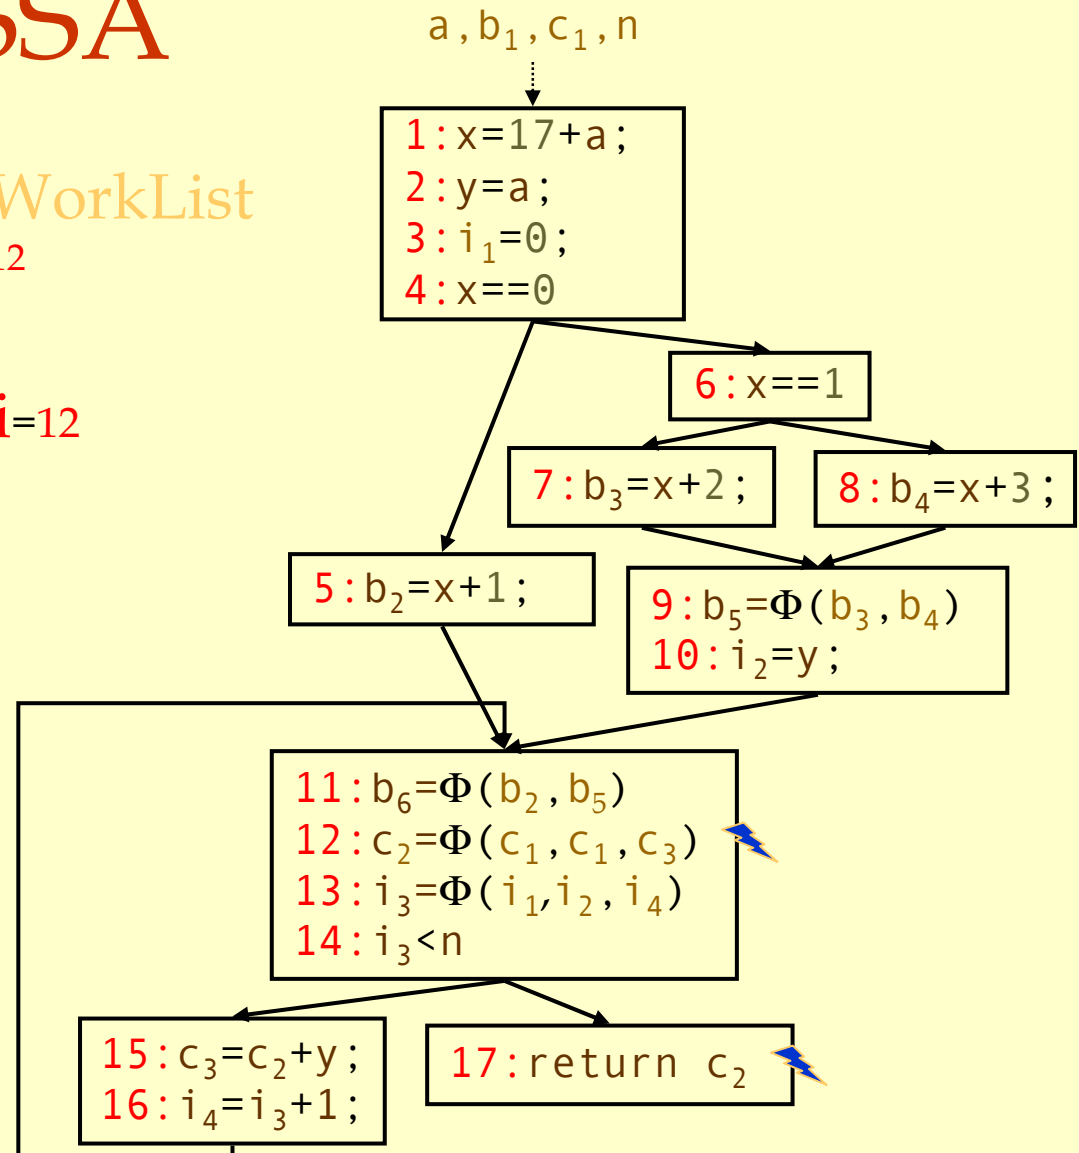 SSA
a,b₁,c₁,n
1:x=17+a;
2:y=a;
3:i₁=0;
4:x==0
WorkList
12
i=12
6:x==1
7:b₃=x+2;
8:b₄=x+3;
5:b₂=x+1;
9:b₅=Φ(b₃,b₄)
10:i₂=y;
11:b₆=Φ(b₂,b₅)
12:c₂=Φ(c₁,c₁,c₃)
13:i₃=Φ(i₁,i₂,i₄)
14:i₃<n
15:c₃=c₂+y;
16:i₄=i₃+1;
17:return c₂